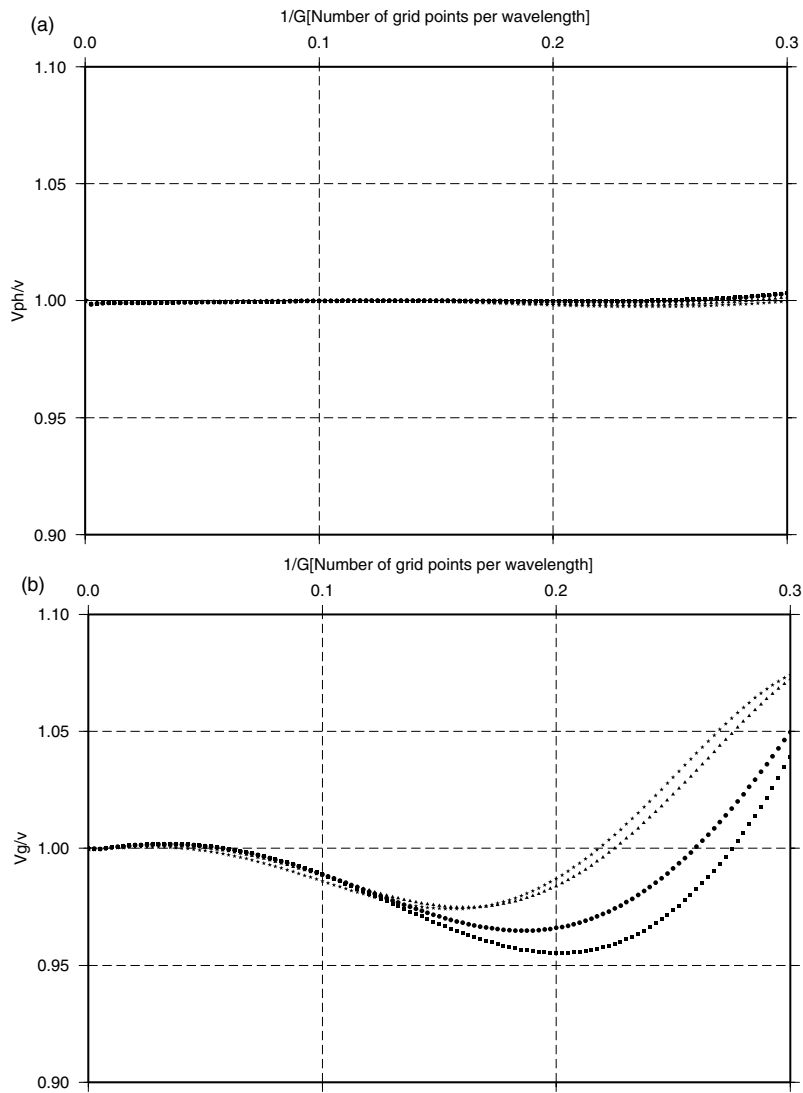 1/G[Number of grid points per wavelength]
(a)
0.0 0.1 0.2 0.3
1.10
1.05
1.00
0.95
0.90
Vph/v
1/G[Number of grid points per wavelength]
(b)
0.0 0.1 0.2 0.3
1.10
1.05
1.00
0.95
0.90
Vg/v